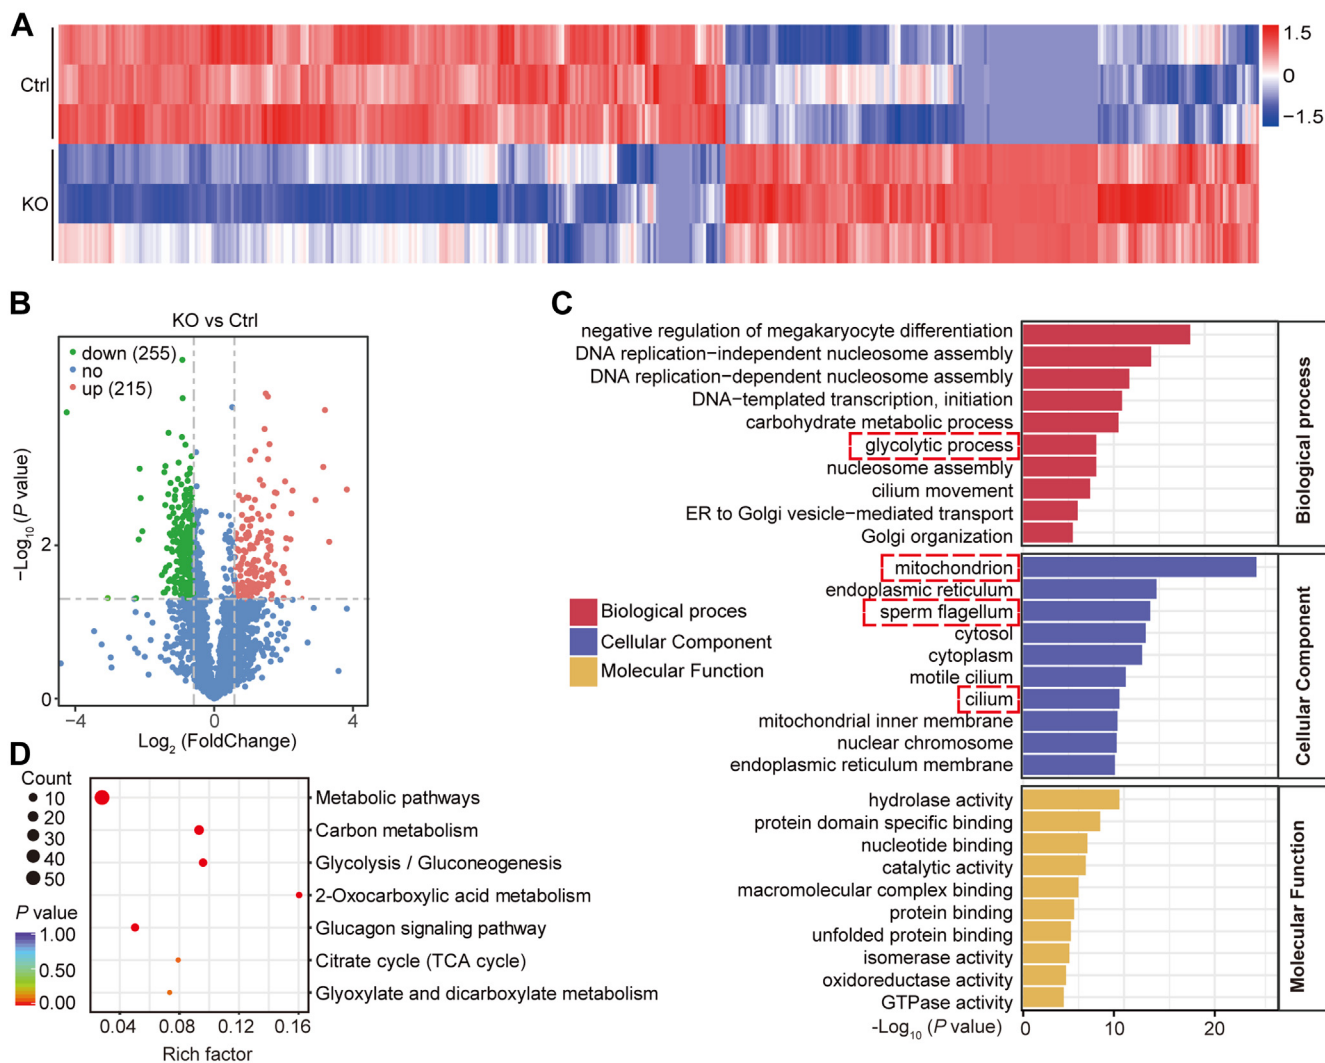 A
Ctrl
KO
1.5
0
−1.5
B
KO vs Ctrl
down (255)
no
up (215)
−Log10 (P value)
2
0
−4
0
4
Log2 (FoldChange)
C
negative regulation of megakaryocyte differentiation
DNA replication−independent nucleosome assembly
DNA replication−dependent nucleosome assembly
DNA−templated transcription, initiation
carbohydrate metabolic process
glycolytic process
nucleosome assembly
cilium movement
ER to Golgi vesicle−mediated transport
Golgi organization
Biological process
mitochondrion
endoplasmic reticulum
sperm flagellum
cytosol
cytoplasm
motile cilium
cilium
mitochondrial inner membrane
nuclear chromosome
endoplasmic reticulum membrane
Cellular Component
Biological proces
Cellular Component
Molecular Function
hydrolase activity
protein domain specific binding
nucleotide binding
catalytic activity
macromolecular complex binding
protein binding
unfolded protein binding
isomerase activity
oxidoreductase activity
GTPase activity
Molecular Function
-Log10 (P value)
0
10
20
D
Count
10
20
30
40
50
P value
1.00
0.50
0.00
Metabolic pathways
Carbon metabolism
Glycolysis / Gluconeogenesis
2-Oxocarboxylic acid metabolism
Glucagon signaling pathway
Citrate cycle (TCA cycle)
Glyoxylate and dicarboxylate metabolism
0.04
0.08
0.12
0.16
Rich factor